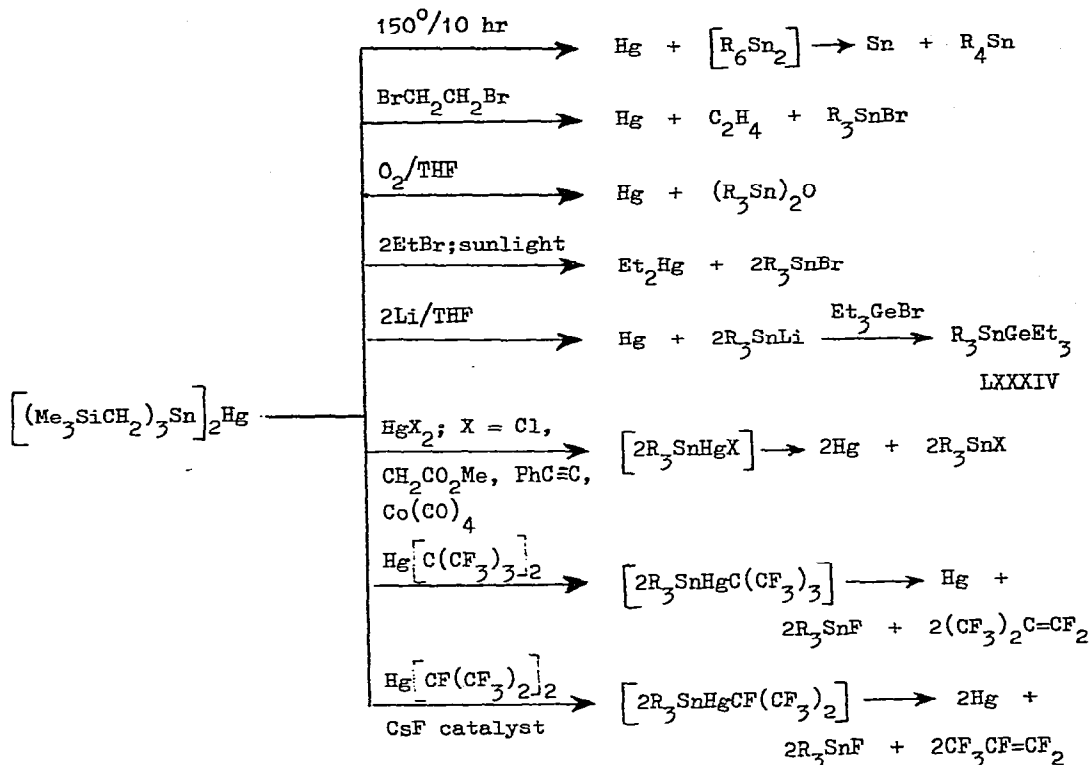 150°/10 hr
Hg + [R₆Sn₂] → Sn + R₄Sn
BrCH₂CH₂Br
Hg + C₂H₄ + R₃SnBr
O₂/THF
Hg + (R₃Sn)₂O
2EtBr;sunlight
Et₂Hg + 2R₃SnBr
2Li/THF
Hg + 2R₃SnLi
Et₃GeBr
→ R₃SnGeEt₃
LXXXIV
[(Me₃SiCH₂)₃Sn]₂Hg
HgX₂; X = Cl,
CH₂CO₂Me, PhC≡C,
Co(CO)₄
[2R₃SnHgX] → 2Hg + 2R₃SnX
Hg[C(CF₃)₃]₂
[2R₃SnHgC(CF₃)₃] → Hg +
2R₃SnF + 2(CF₃)₂C=CF₂
Hg[CF(CF₃)₂]₂
CsF catalyst
[2R₃SnHgCF(CF₃)₂] → 2Hg +
2R₃SnF + 2CF₃CF=CF₂